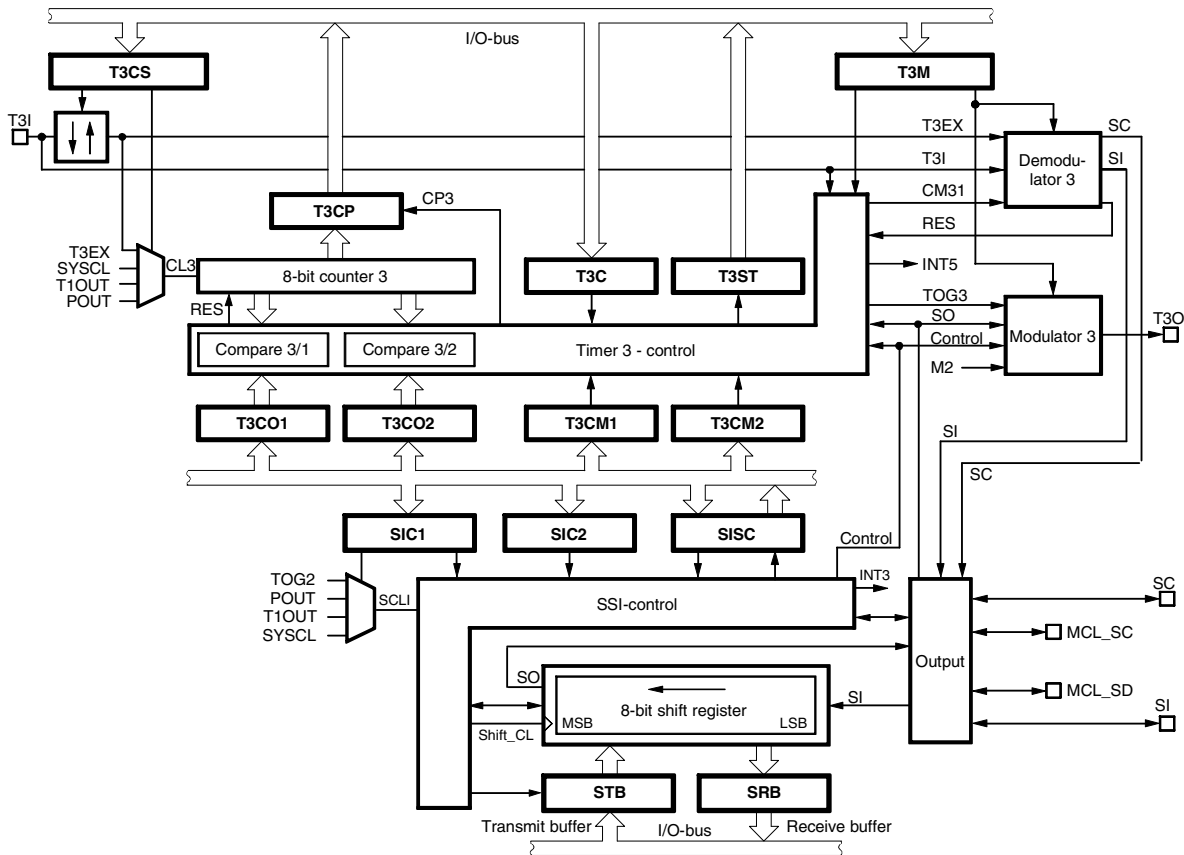 I/O-bus
T3CS
T3M
T3I
T3EX
SC
T3I
SI
Demodu-
lator 3
CM31
T3CP
CP3
RES
T3EX
SYSCL
T1OUT
POUT
CL3
8-bit counter 3
T3C
T3ST
INT5
RES
TOG3
SO
Control
M2
Modulator 3
T3O
Compare 3/1
Compare 3/2
Timer 3 - control
T3CO1
T3CO2
T3CM1
T3CM2
SI
SC
SIC1
SIC2
SISC
Control
TOG2
POUT
T1OUT
SYSCL
SCLI
SSI-control
INT3
SC
MCL_SC
Output
SO
8-bit shift register
MSB
LSB
SI
MCL_SD
SI
Shift_CL
STB
SRB
Transmit buffer
I/O-bus
Receive buffer